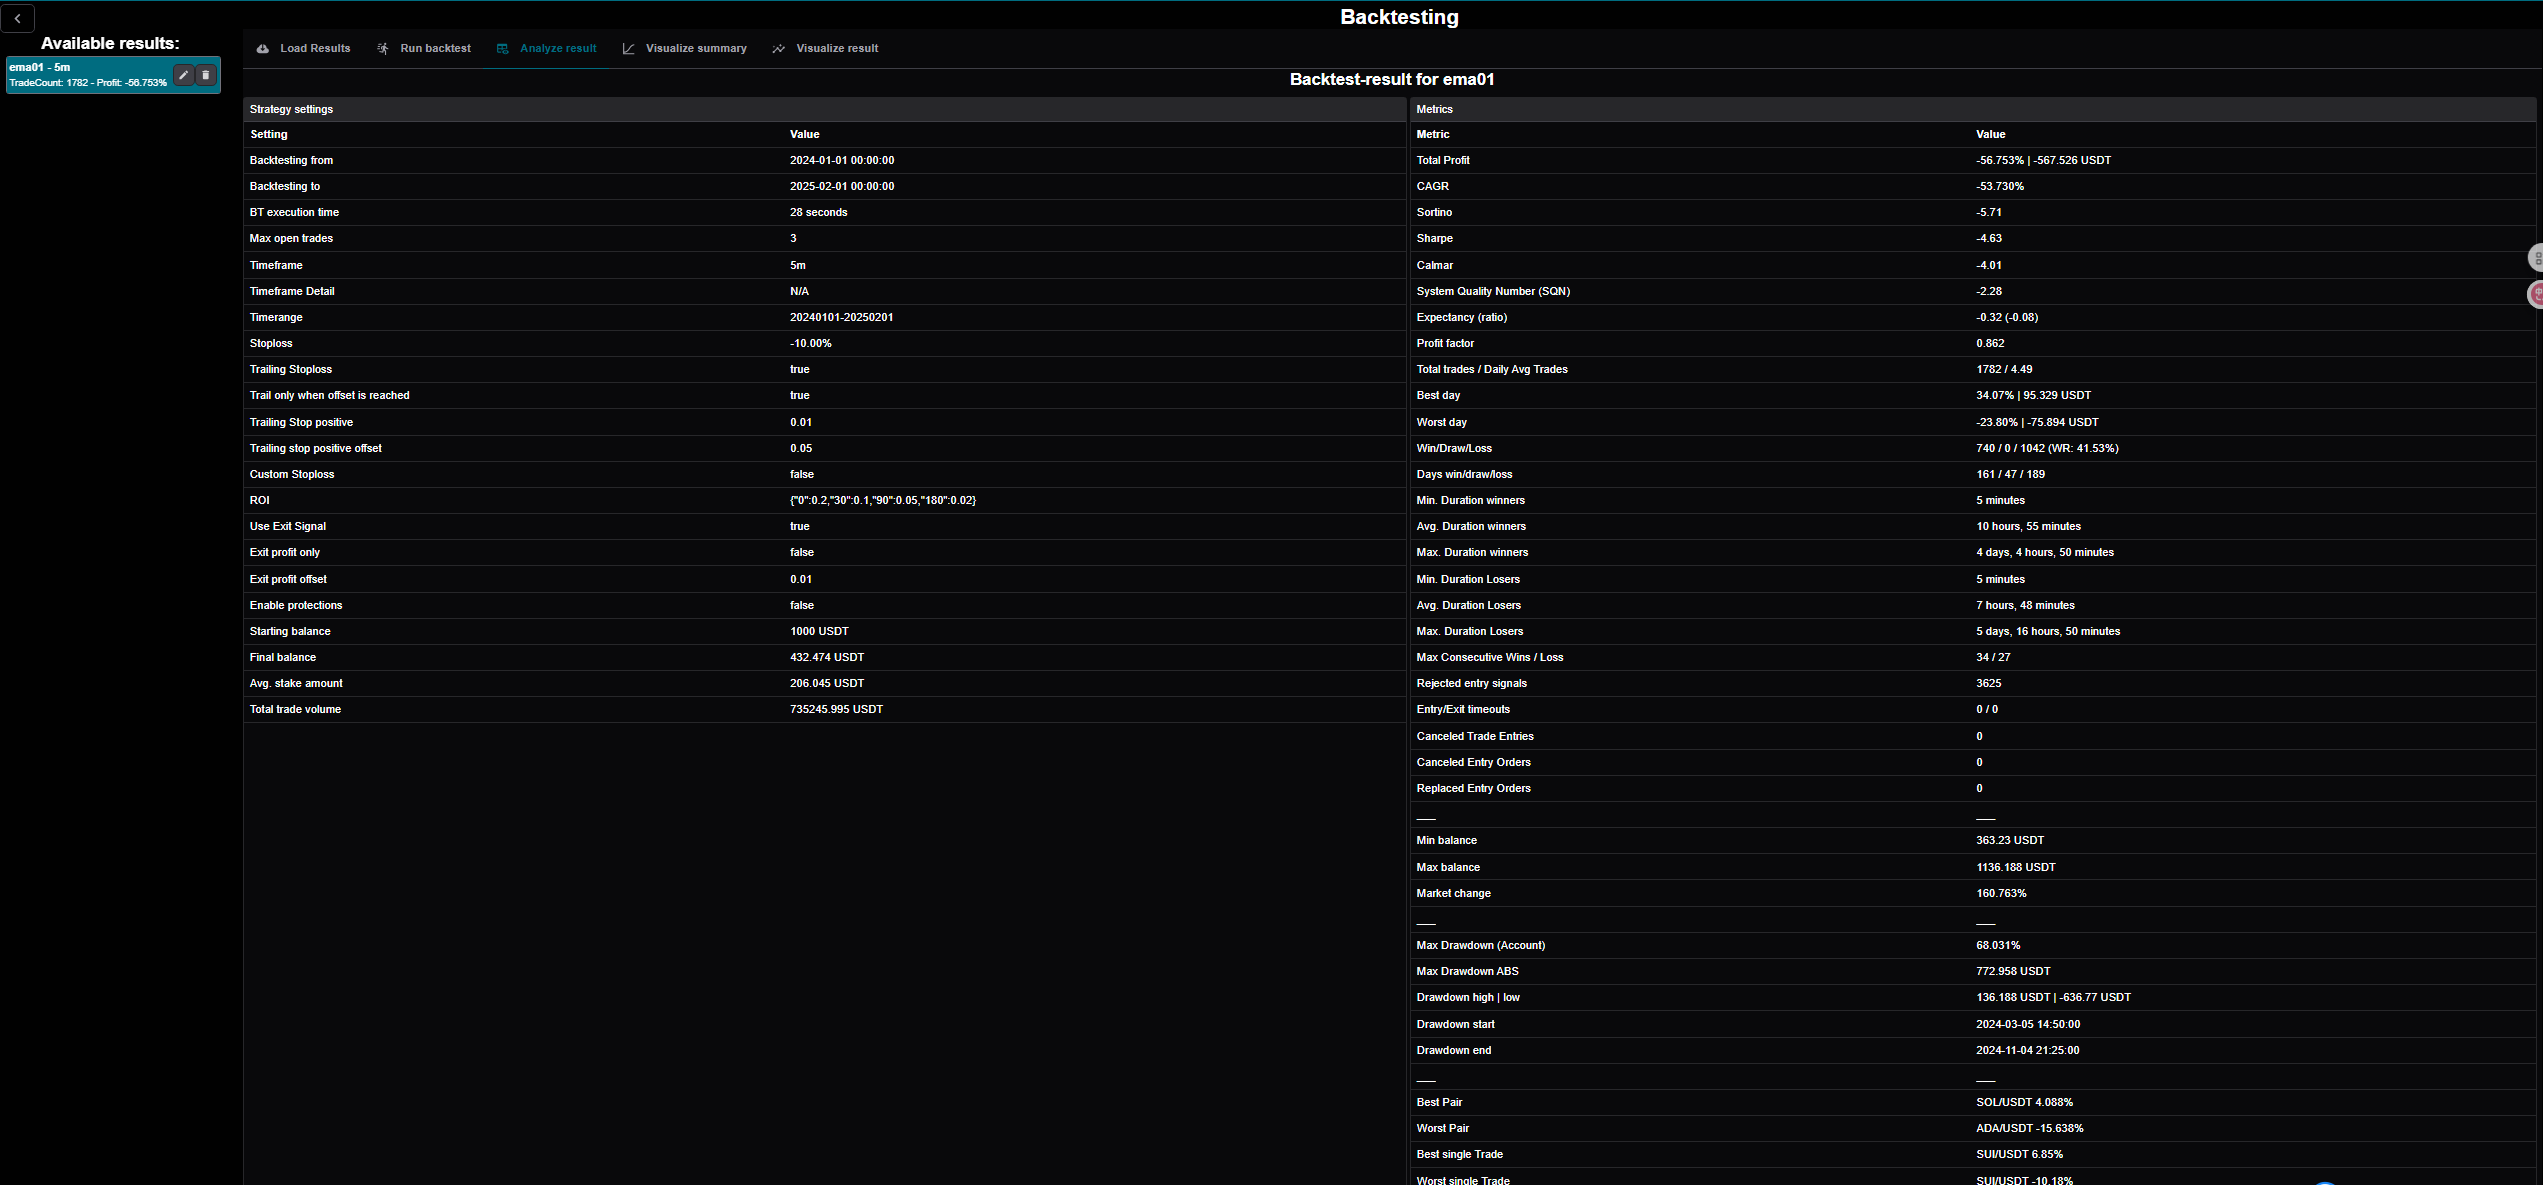 Backtesting
Available results:
ema01 - 5m
TradeCount: 1782 - Profit: -56.753%
Load Results
Run backtest
Analyze result
Visualize summary
Visualize result
Backtest-result for ema01
Strategy settings
Setting Value
Backtesting from 2024-01-01 00:00:00
Backtesting to 2025-02-01 00:00:00
BT execution time 28 seconds
Max open trades 3
Timeframe 5m
Timeframe Detail N/A
Timerange 20240101-20250201
Stoploss -10.00%
Trailing Stoploss true
Trail only when offset is reached true
Trailing Stop positive 0.01
Trailing stop positive offset 0.05
Custom Stoploss false
ROI {"0":0.2,"30":0.1,"90":0.05,"180":0.02}
Use Exit Signal true
Exit profit only false
Exit profit offset 0.01
Enable protections false
Starting balance 1000 USDT
Final balance 432.474 USDT
Avg. stake amount 206.045 USDT
Total trade volume 735245.995 USDT
Metrics
Metric Value
Total Profit -56.753% | -567.526 USDT
CAGR -53.730%
Sortino -5.71
Sharpe -4.63
Calmar -4.01
System Quality Number (SQN) -2.28
Expectancy (ratio) -0.32 (-0.08)
Profit factor 0.862
Total trades / Daily Avg Trades 1782 / 4.49
Best day 34.07% | 95.329 USDT
Worst day -23.80% | -75.894 USDT
Win/Draw/Loss 740 / 0 / 1042 (WR: 41.53%)
Days win/draw/loss 161 / 47 / 189
Min. Duration winners 5 minutes
Avg. Duration winners 10 hours, 55 minutes
Max. Duration winners 4 days, 4 hours, 50 minutes
Min. Duration Losers 5 minutes
Avg. Duration Losers 7 hours, 48 minutes
Max. Duration Losers 5 days, 16 hours, 50 minutes
Max Consecutive Wins / Loss 34 / 27
Rejected entry signals 3625
Entry/Exit timeouts 0 / 0
Canceled Trade Entries 0
Canceled Entry Orders 0
Replaced Entry Orders 0
___ ___
Min balance 363.23 USDT
Max balance 1136.188 USDT
Market change 160.763%
___ ___
Max Drawdown (Account) 68.031%
Max Drawdown ABS 772.958 USDT
Drawdown high | low 136.188 USDT | -636.77 USDT
Drawdown start 2024-03-05 14:50:00
Drawdown end 2024-11-04 21:25:00
___ ___
Best Pair SOL/USDT 4.088%
Worst Pair ADA/USDT -15.638%
Best single Trade SUI/USDT 6.85%
Worst single Trade SUI/USDT -10.18%